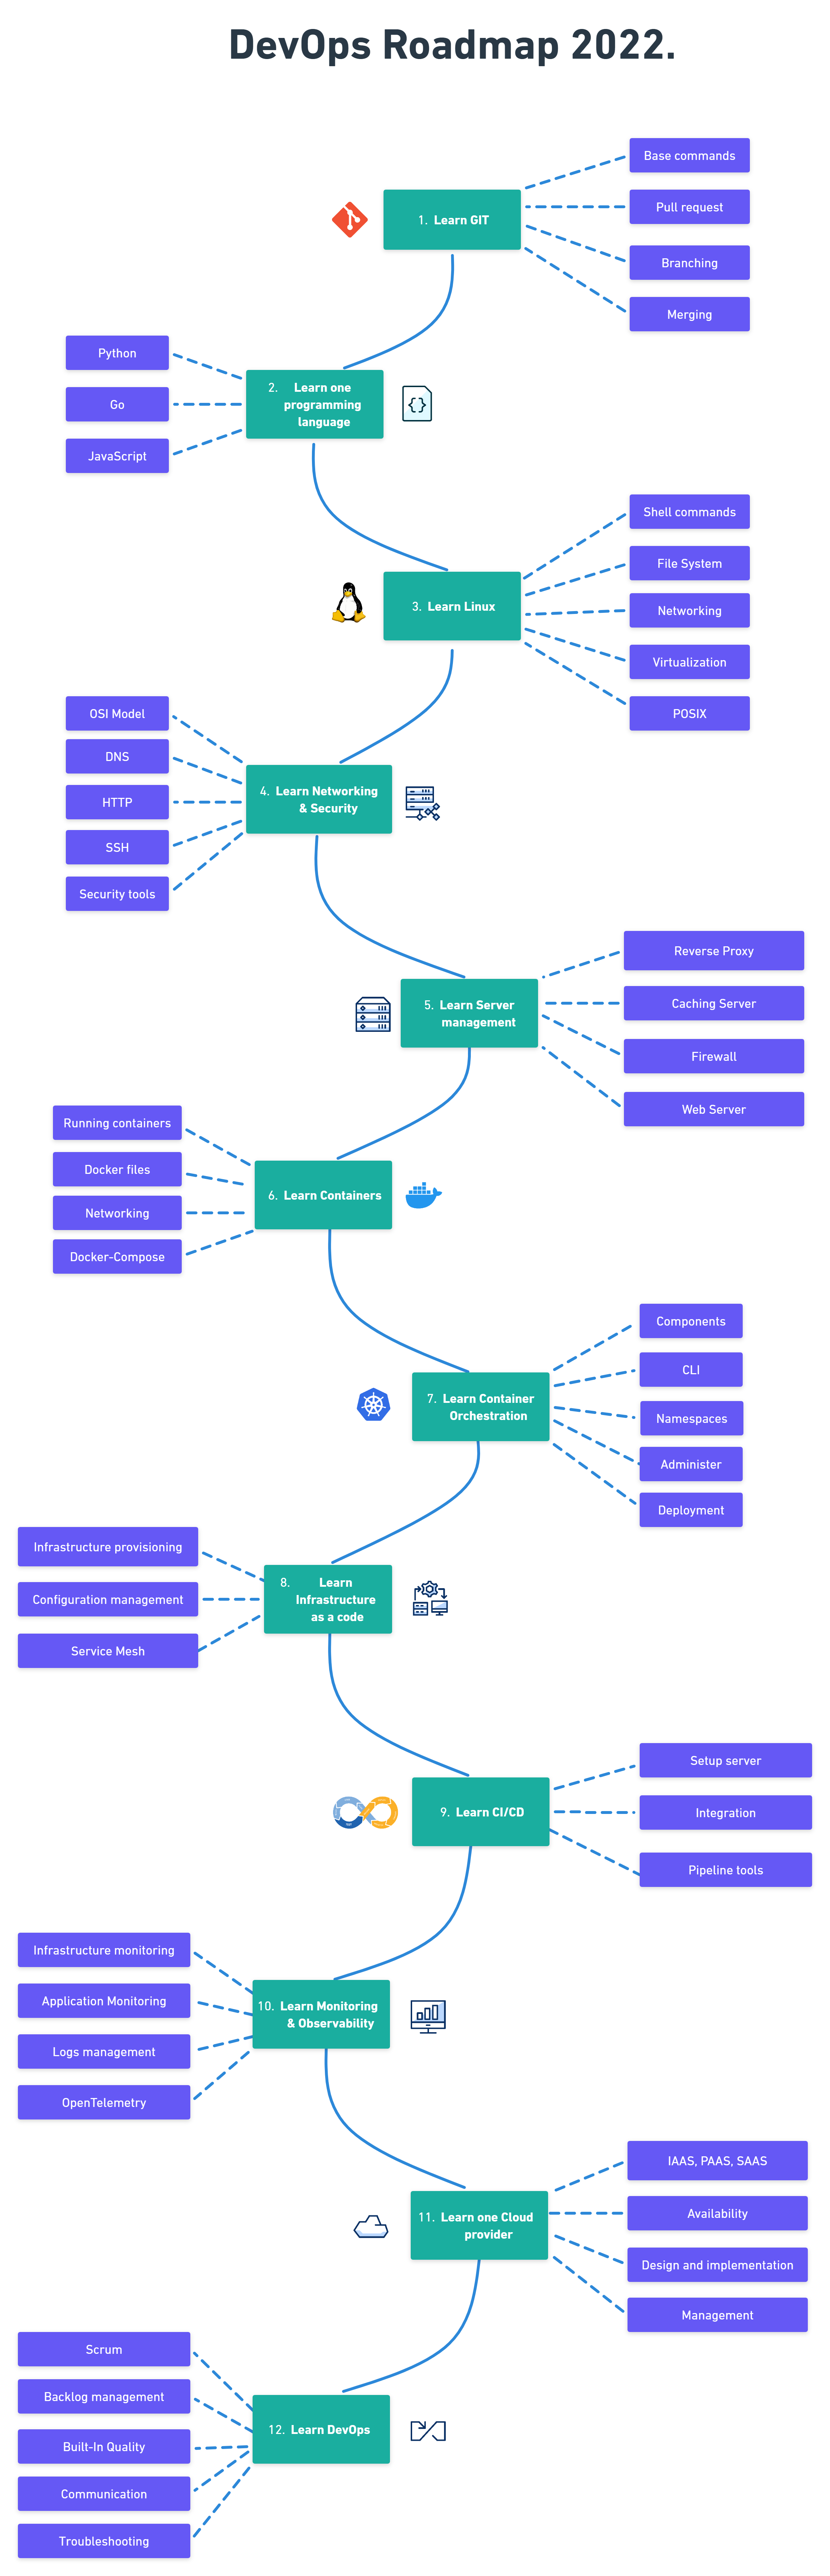 DevOps Roadmap 2022.
1. Learn GIT
Base commands
Pull request
Branching
Merging
2. Learn one
programming
language
Python
Go
JavaScript
3. Learn Linux
Shell commands
File System
Networking
Virtualization
POSIX
4. Learn Networking
& Security
OSI Model
DNS
HTTP
SSH
Security tools
5. Learn Server
management
Reverse Proxy
Caching Server
Firewall
Web Server
6. Learn Containers
Running containers
Docker files
Networking
Docker-Compose
7. Learn Container
Orchestration
Components
CLI
Namespaces
Administer
Deployment
8. Learn
Infrastructure
as a code
Infrastructure provisioning
Configuration management
Service Mesh
9. Learn CI/CD
Setup server
Integration
Pipeline tools
10. Learn Monitoring
& Observability
Infrastructure monitoring
Application Monitoring
Logs management
OpenTelemetry
11. Learn one Cloud
provider
IAAS, PAAS, SAAS
Availability
Design and implementation
Management
12. Learn DevOps
Scrum
Backlog management
Built-In Quality
Communication
Troubleshooting